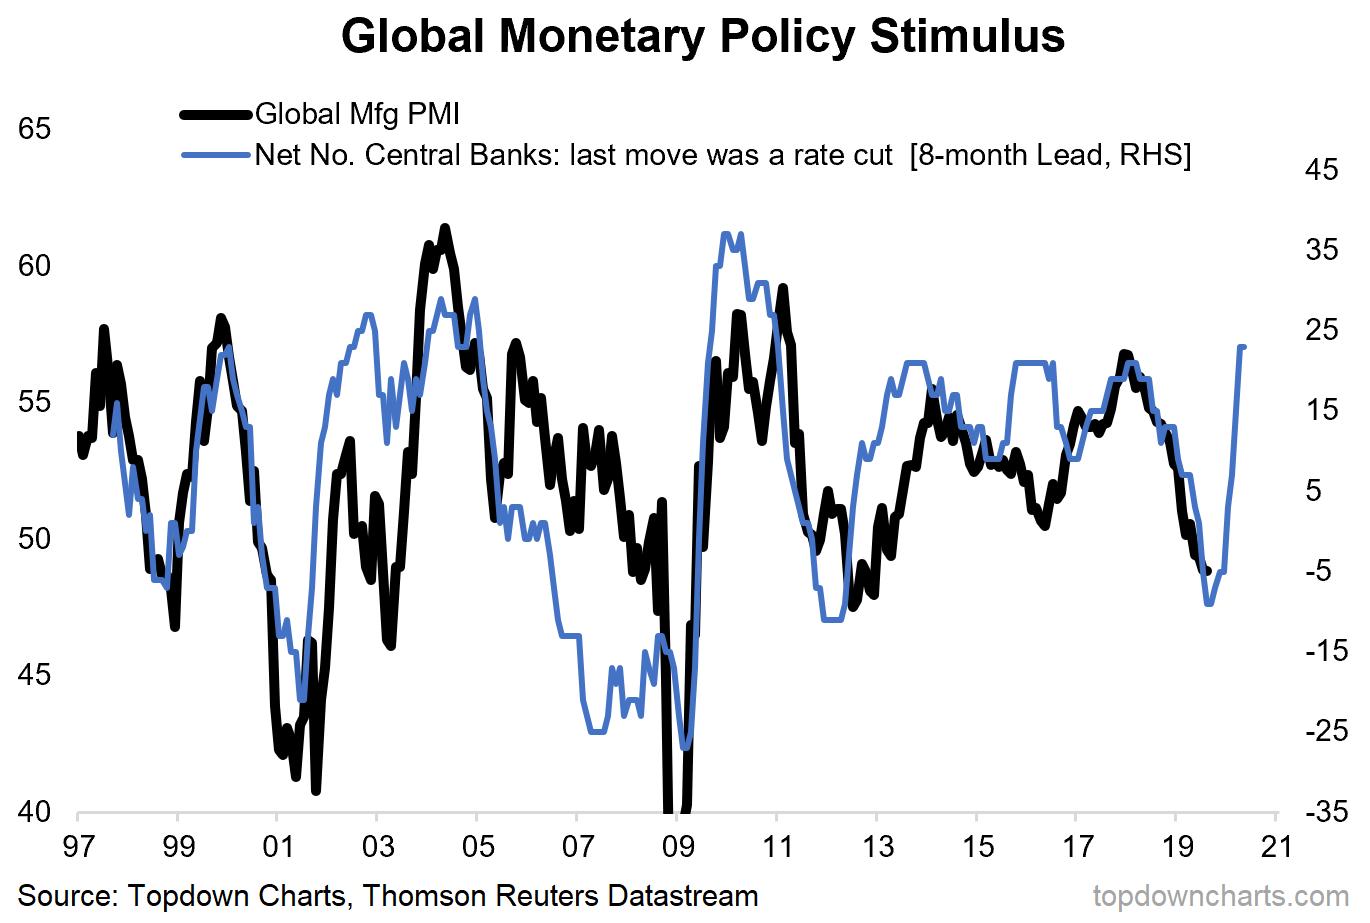 Global Monetary Policy Stimulus
Global Mfg PMI
Net No. Central Banks: last move was a rate cut [8-month Lead, RHS]
65
60
55
50
45
40
45
35
25
15
5
-5
-15
-25
-35
97 99 01 03 05 07 09 11 13 15 17 19 21
Source: Topdown Charts, Thomson Reuters Datastream
topdowncharts.com